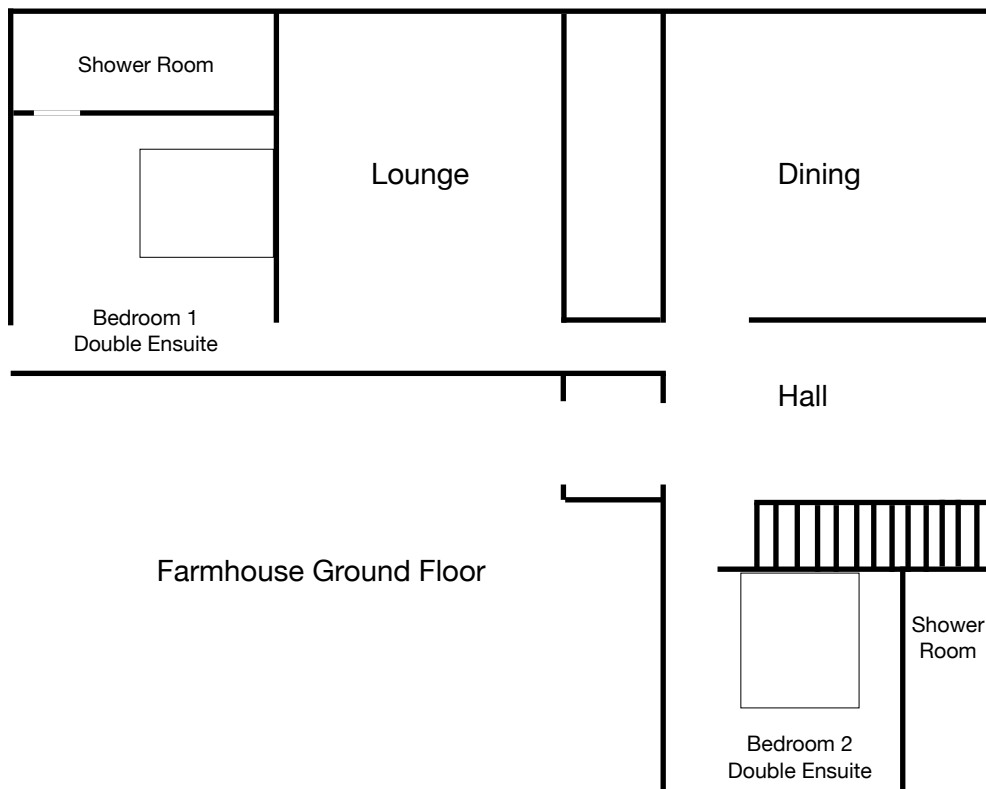 Shower Room
Lounge
Dining
Bedroom 1
Double Ensuite
Hall
Farmhouse Ground Floor
Shower
Room
Bedroom 2
Double Ensuite